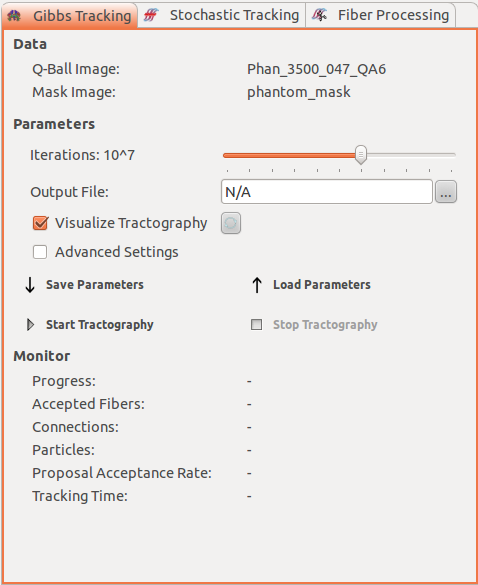 Gibbs Tracking Stochastic Tracking Fiber Processing
Data
Q-Ball Image: Phan_3500_047_QA6
Mask Image: phantom_mask
Parameters
Iterations: 10^7
Output File: N/A ...
Visualize Tractography
Advanced Settings
Save Parameters Load Parameters
Start Tractography Stop Tractography
Monitor
Progress: -
Accepted Fibers: -
Connections: -
Particles: -
Proposal Acceptance Rate: -
Tracking Time: -